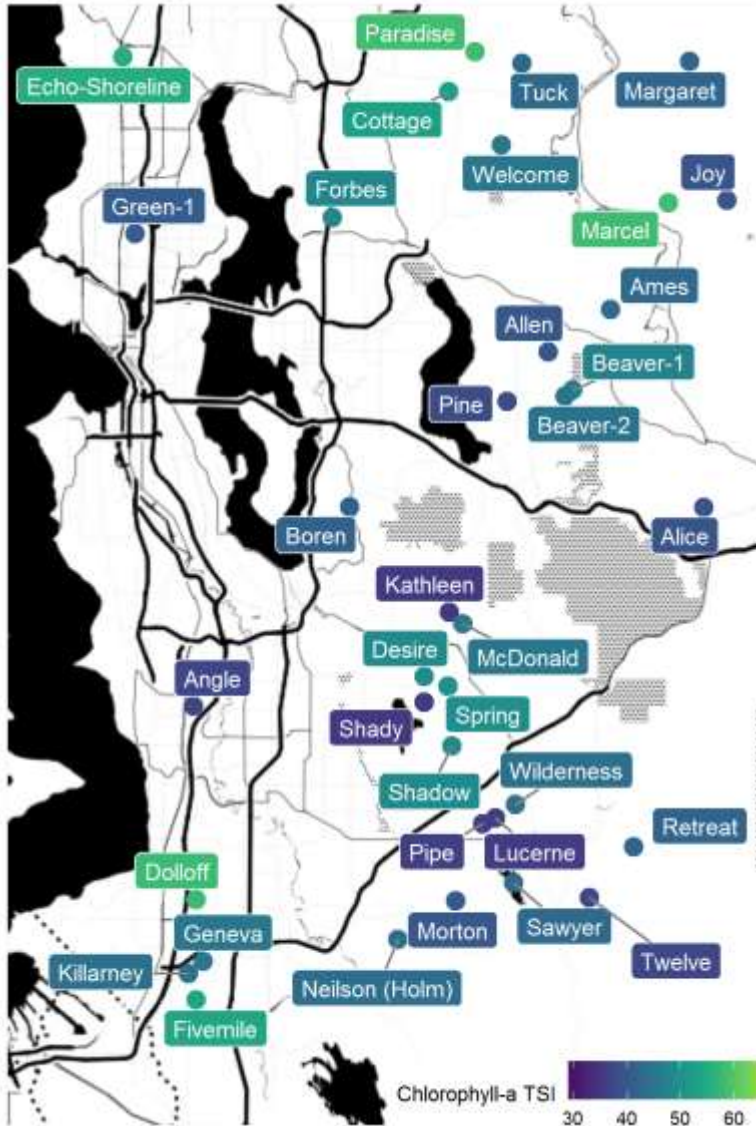 Paradise
Echo-Shoreline
Tuck
Margaret
Cottage
Welcome
Joy
Forbes
Green-1
Marcel
Ames
Allen
Beaver-1
Pine
Beaver-2
Boren
Alice
Kathleen
McDonald
Desire
Angle
Spring
Shady
Wilderness
Shadow
Retreat
Pipe
Lucerne
Dolloff
Geneva
Morton
Sawyer
Twelve
Killarney
Neilson (Holm)
Fivemile
Chlorophyll-a TSI
30 40 50 60